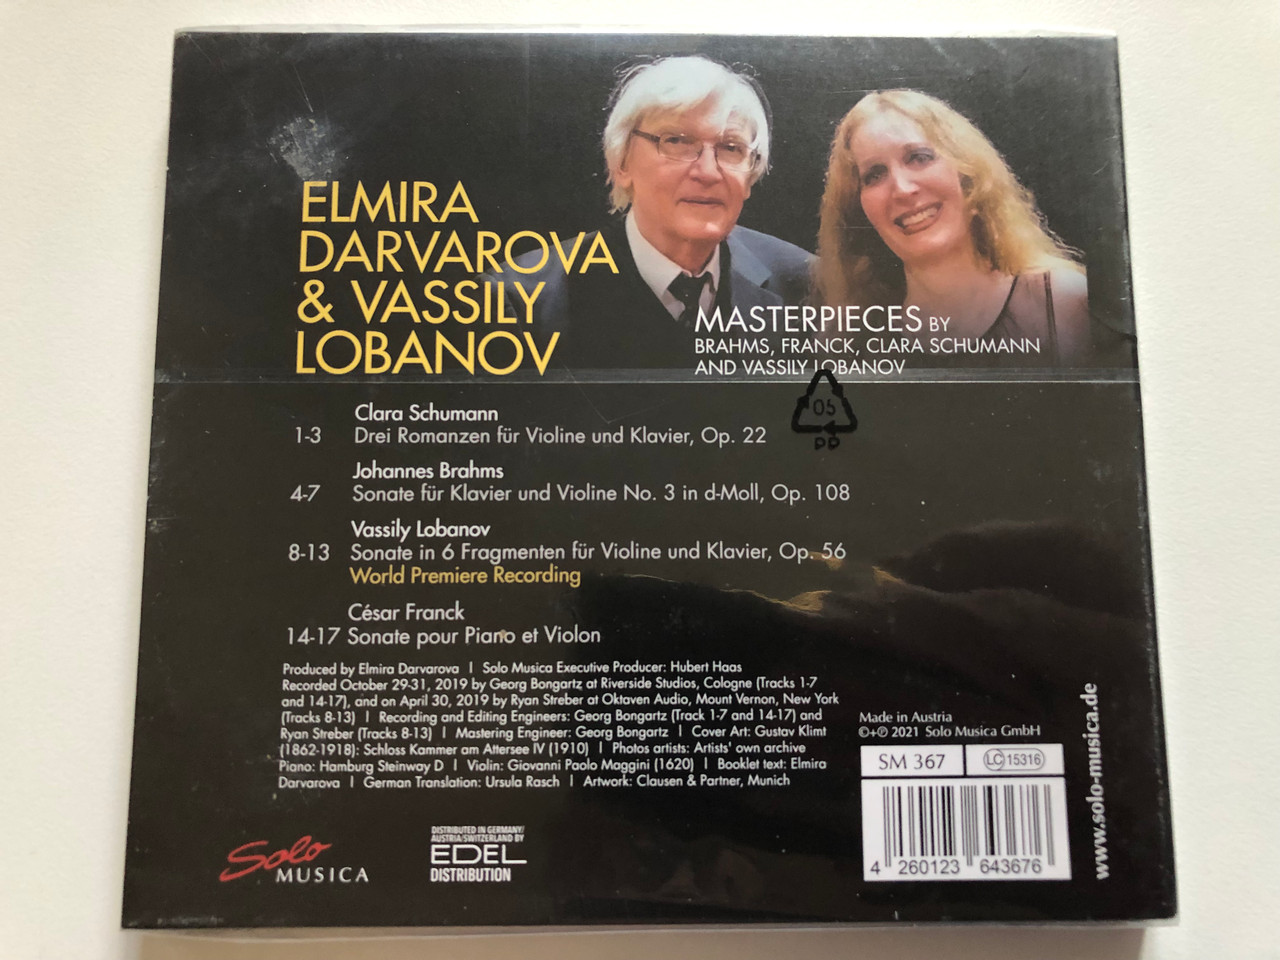 ELMIRA
DARVAROVA
& VASSILY
LOBANOV
MASTERPIECES BY
BRAHMS, FRANCK, CLARA SCHUMANN
AND VASSILY LOBANOV
05
PP
Clara Schumann
1-3 Drei Romanzen für Violine und Klavier, Op. 22
Johannes Brahms
4-7 Sonate für Klavier und Violine No. 3 in d-Moll, Op. 108
Vassily Lobanov
8-13 Sonate in 6 Fragmenten für Violine und Klavier, Op. 56
World Premiere Recording
César Franck
14-17 Sonate pour Piano et Violon
Produced by Elmira Darvarova | Solo Musica Executive Producer: Hubert Haas
Recorded October 29-31, 2019 by Georg Bongartz at Riverside Studios, Cologne (Tracks 1-7
and 14-17), and on April 30, 2019 by Ryan Streber at Oktaven Audio, Mount Vernon, New York
(Tracks 8-13) | Recording and Editing Engineers: Georg Bongartz (Track 1-7 and 14-17) and
Ryan Streber (Tracks 8-13) | Mastering Engineer: Georg Bongartz | Cover Art: Gustav Klimt
(1862-1918): Schloss Kammer am Attersee IV (1910) | Photos artists: Artists' own archive
Piano: Hamburg Steinway D | Violin: Giovanni Paolo Maggini (1620) | Booklet text: Elmira
Darvarova | German Translation: Ursula Rasch | Artwork: Clausen & Partner, Munich
Made in Austria
©+℗ 2021 Solo Musica GmbH
SM 367
LC 15316
4 260123 643676
www.solo-musica.de
Solo
MUSICA
DISTRIBUTED IN GERMANY/
AUSTRIA/SWITZERLAND BY
EDEL
DISTRIBUTION